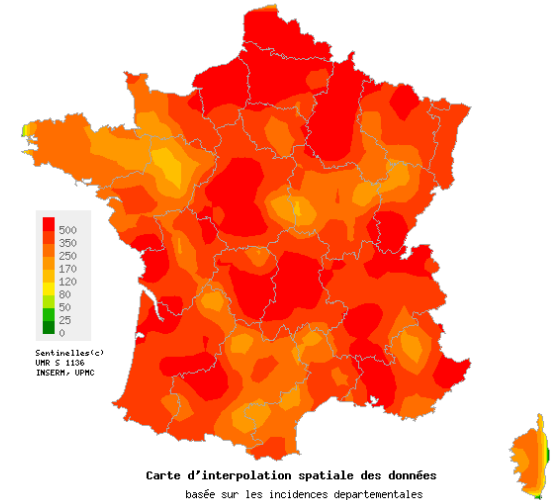 500
350
250
170
120
80
50
25
0
Sentinelles(c)
UMR S 1136
INSERM, UPMC
Carte d'interpolation spatiale des données
basée sur les incidences departementales